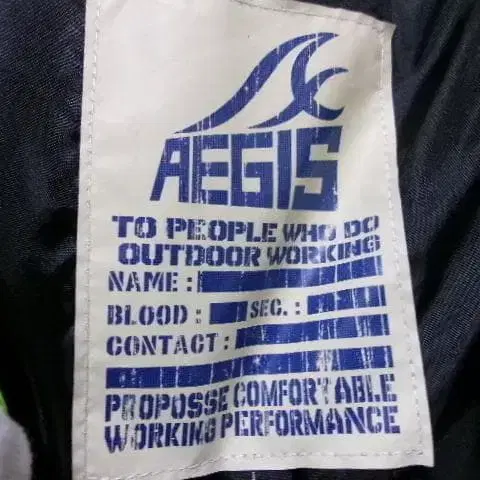 AEGIS
TO PEOPLE WHO DO
OUTDOOR WORKING
NAME :
BLOOD : SEC. :
CONTACT :
PROPOSSE COMFORTABLE
WORKING PERFORMANCE